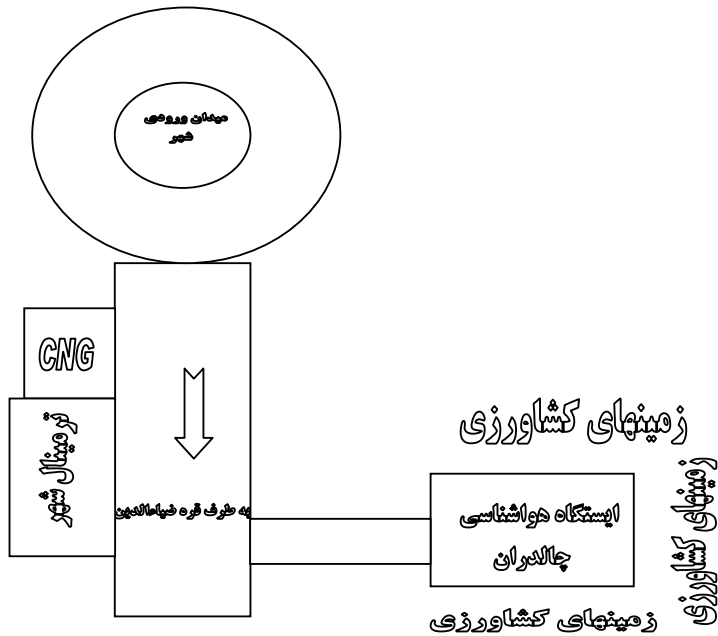 میدان ورودی
شهر
CNG
ترمینال شهر
به طرف قره ضیاءالدین
زمینهای کشاورزی
ایستگاه هواشناسی
چالدران
زمینهای کشاورزی
زمینهای کشاورزی